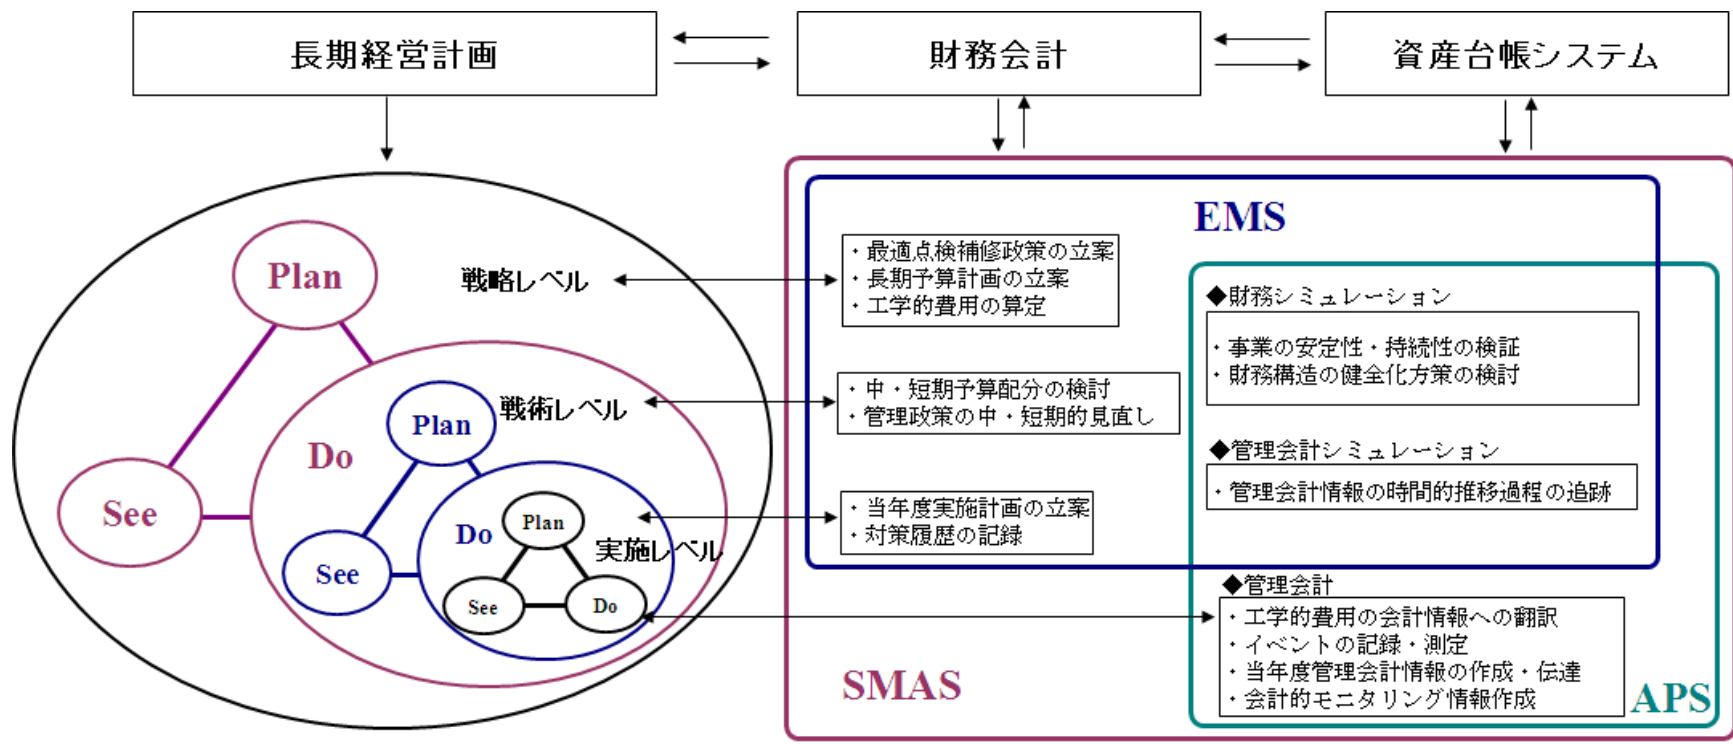 長期経営計画
財務会計
資産台帳システム
Plan
戦略レベル
See
Do
Plan
戦術レベル
See
Do
Plan
実施レベル
See
Do
EMS
・最適点検補修政策の立案
・長期予算計画の立案
・工学的費用の算定
・中・短期予算配分の検討
・管理政策の中・短期的見直し
・当年度実施計画の立案
・対策履歴の記録
◆財務シミュレーション
・事業の安定性・持続性の検証
・財務構造の健全化方策の検討
◆管理会計シミュレーション
・管理会計情報の時間的推移過程の追跡
◆管理会計
・工学的費用の会計情報への翻訳
・イベントの記録・測定
・当年度管理会計情報の作成・伝達
・会計的モニタリング情報作成
SMAS
APS